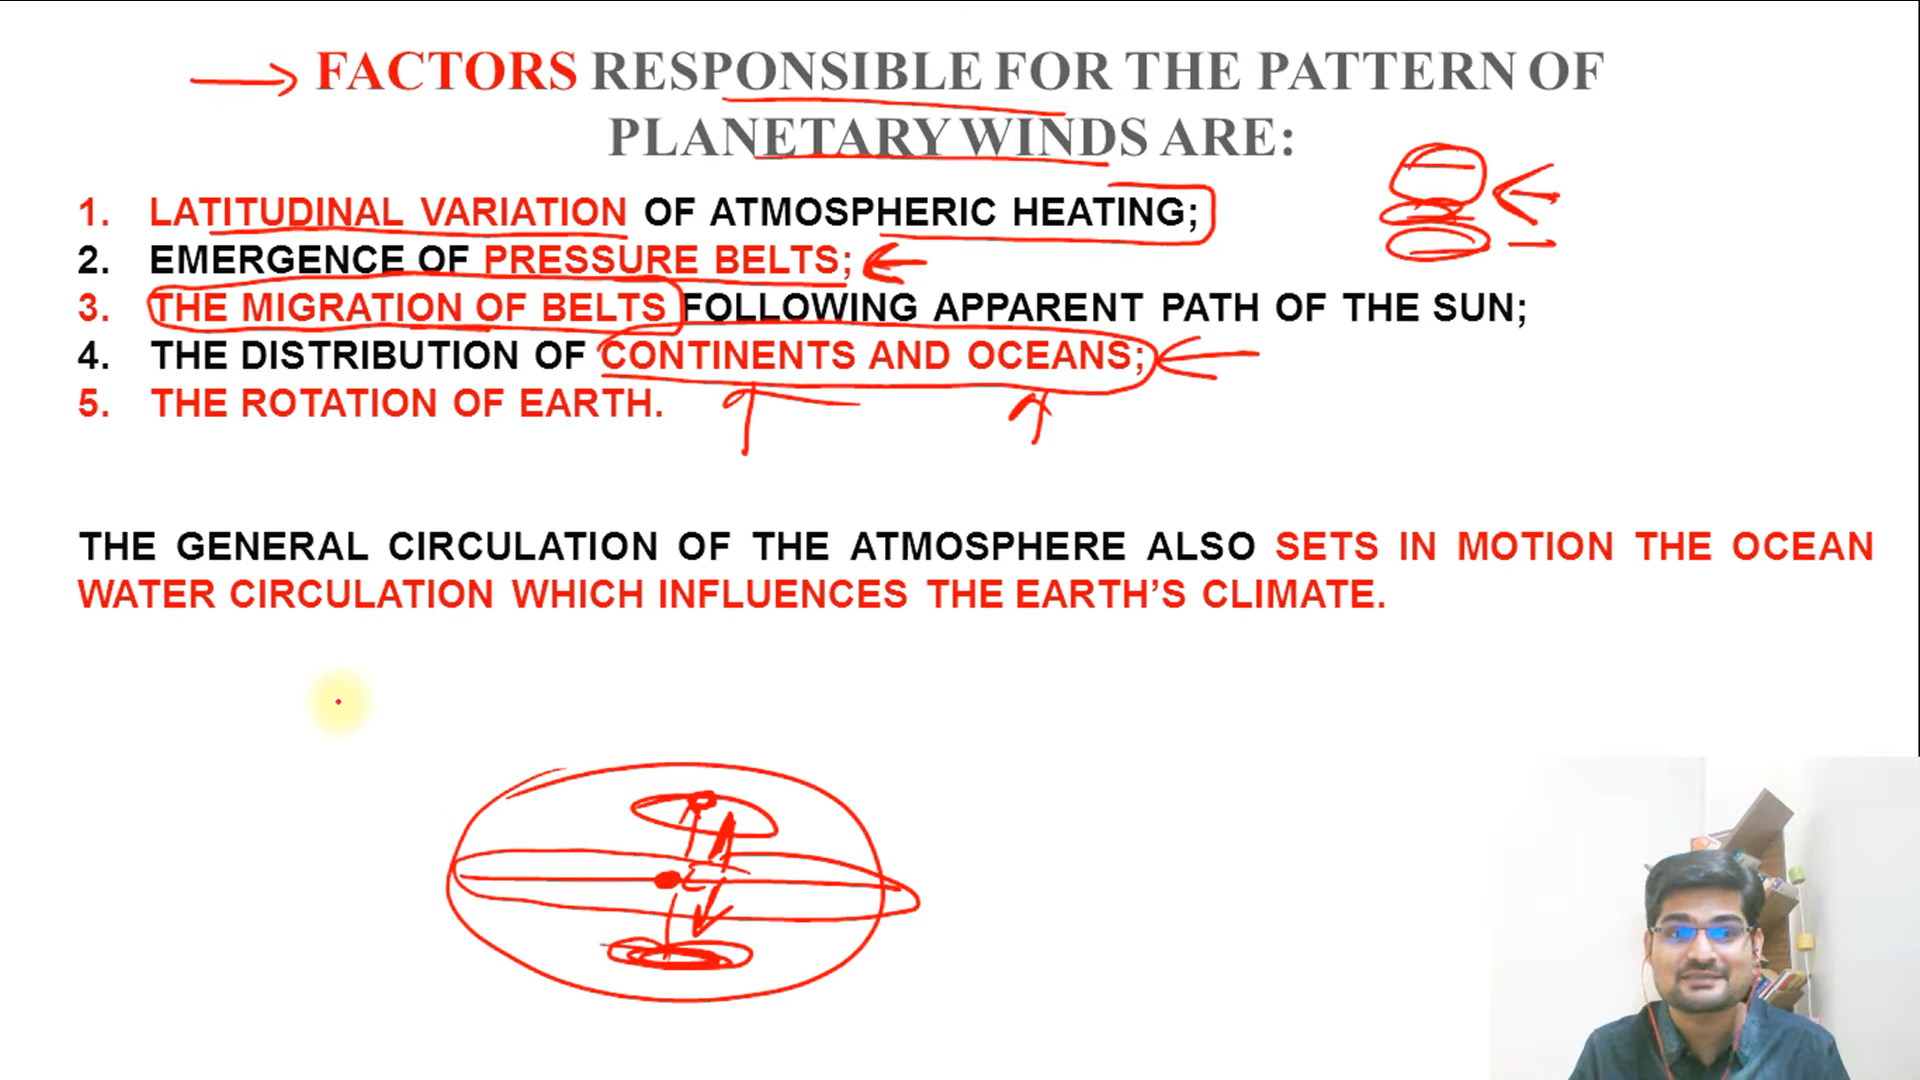 FACTORS RESPONSIBLE FOR THE PATTERN OF
PLANETARY WINDS ARE:
1. LATITUDINAL VARIATION OF ATMOSPHERIC HEATING;
2. EMERGENCE OF PRESSURE BELTS;
3. THE MIGRATION OF BELTS FOLLOWING APPARENT PATH OF THE SUN;
4. THE DISTRIBUTION OF CONTINENTS AND OCEANS;
5. THE ROTATION OF EARTH.
THE GENERAL CIRCULATION OF THE ATMOSPHERE ALSO SETS IN MOTION THE OCEAN
WATER CIRCULATION WHICH INFLUENCES THE EARTH’S CLIMATE.